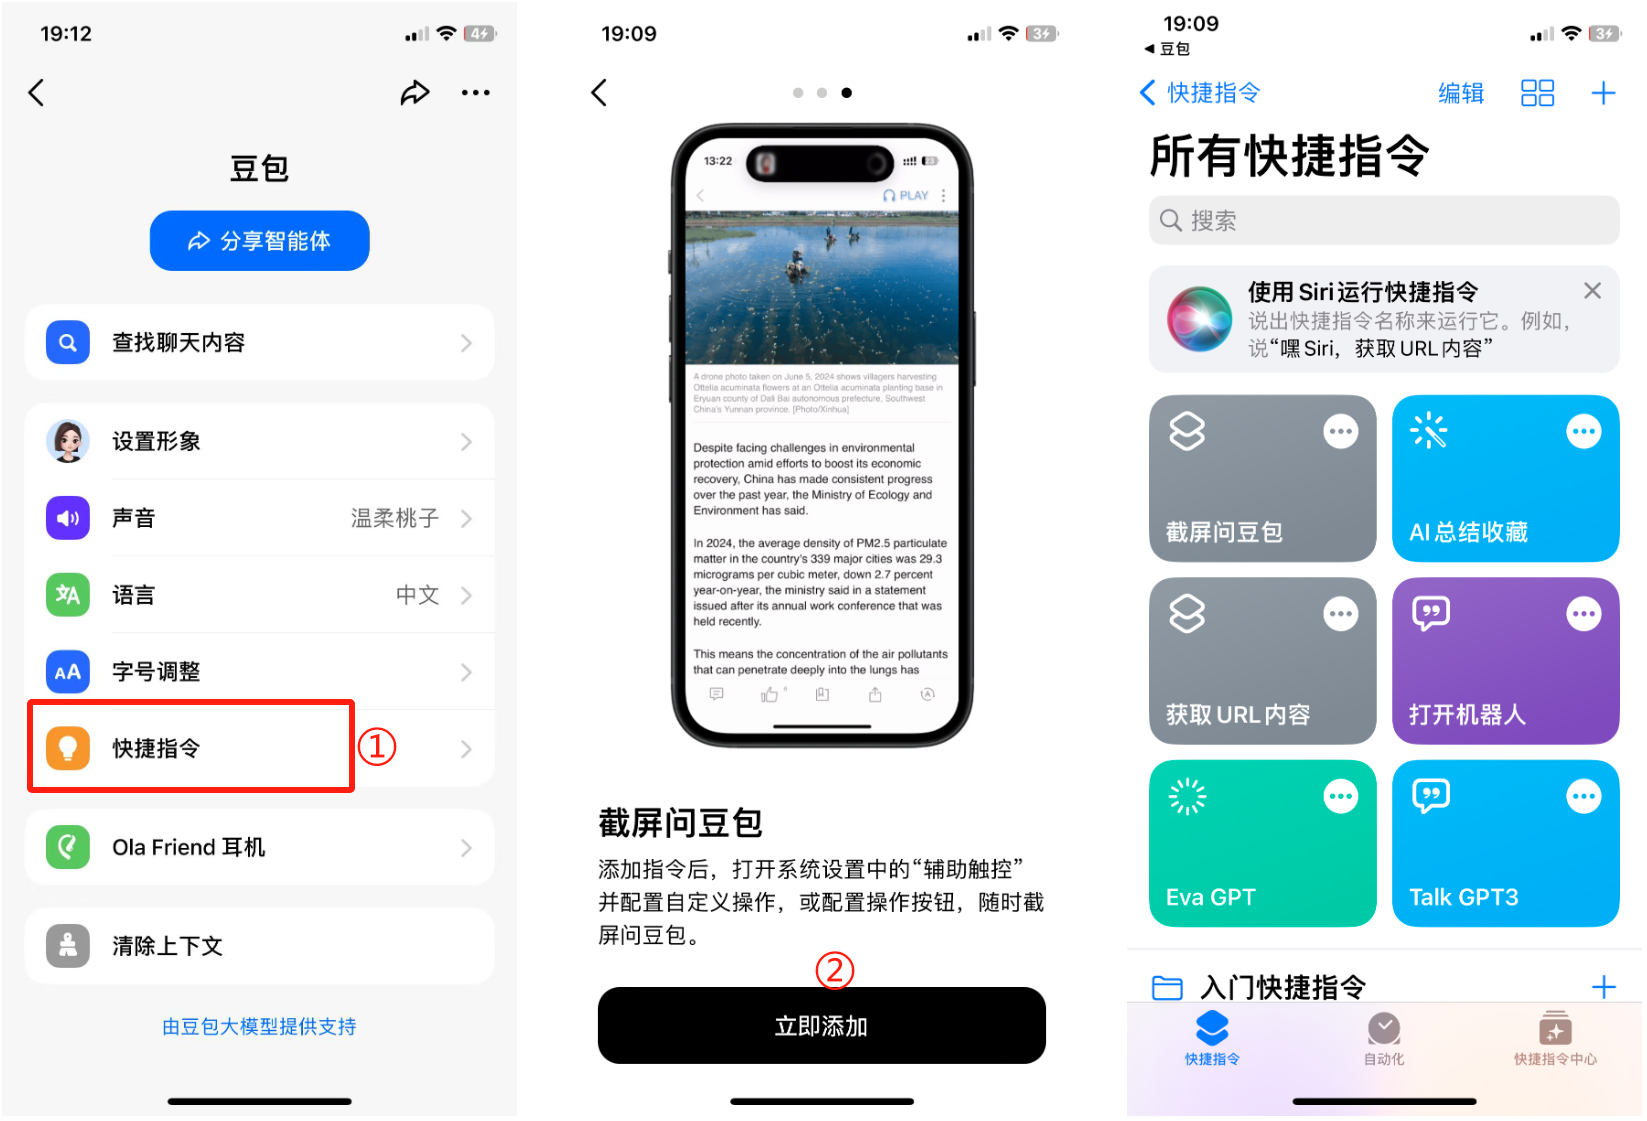 19:12
4
豆包
分享智能体
查找聊天内容
设置形象
声音
温柔桃子
语言
中文
字号调整
快捷指令
①
Ola Friend 耳机
清除上下文
由豆包大模型提供支持
19:09
3
13:22
23
PLAY
A drone photo taken on June 5, 2024 shows villagers harvesting
Ottelia acuminata flowers at an Ottelia acuminata planting base in
Eryuan county of Dali Bai autonomous prefecture, Southwest
China's Yunnan province. [Photo/Xinhua]
Despite facing challenges in environmental
protection amid efforts to boost its economic
recovery, China has made consistent progress
over the past year, the Ministry of Ecology and
Environment has said.
In 2024, the average density of PM2.5 particulate
matter in the country's 339 major cities was 29.3
micrograms per cubic meter, down 2.7 percent
year-on-year, the ministry said in a statement
issued after its annual work conference that was
held recently.
This means the concentration of the air pollutants
that can penetrate deeply into the lungs has
截屏问豆包
添加指令后，打开系统设置中的“辅助触控”
并配置自定义操作，或配置操作按钮，随时截
屏问豆包。
②
立即添加
19:09
3
豆包
快捷指令
编辑
所有快捷指令
搜索
使用 Siri 运行快捷指令
说出快捷指令名称来运行它。例如，
说“嘿 Siri，获取 URL 内容”
截屏问豆包
AI 总结收藏
获取 URL 内容
打开机器人
Eva GPT
Talk GPT3
入门快捷指令
快捷指令
自动化
快捷指令中心